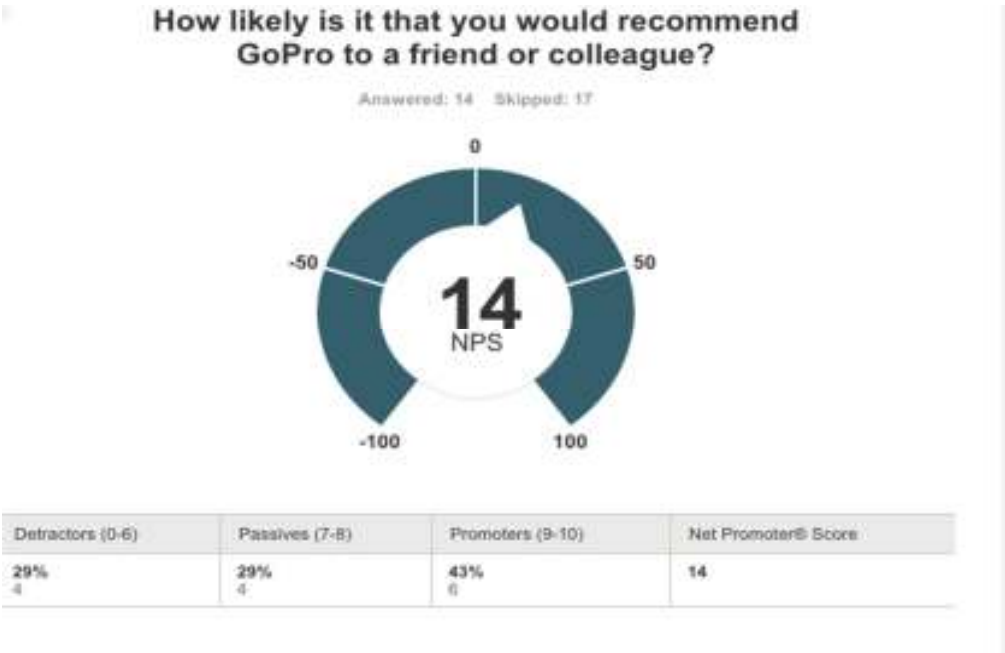 How likely is it that you would recommend
GoPro to a friend or colleague?
Answered: 14 Skipped: 17
0
-50
50
14
NPS
-100
100
Detractors (0-6) Passives (7-8) Promoters (9-10) Net Promoter® Score
29% 29% 43% 14
4 4 6